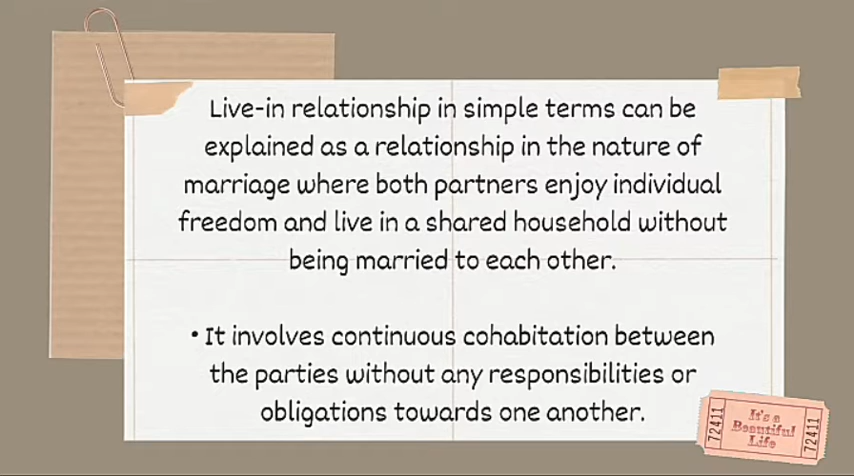 Live-in relationship in simple terms can be
explained as a relationship in the nature of
marriage where both partners enjoy individual
freedom and live in a shared household without
being married to each other.
• It involves continuous cohabitation between
the parties without any responsibilities or
obligations towards one another.
72411
It's a
Beautiful
Life
72411